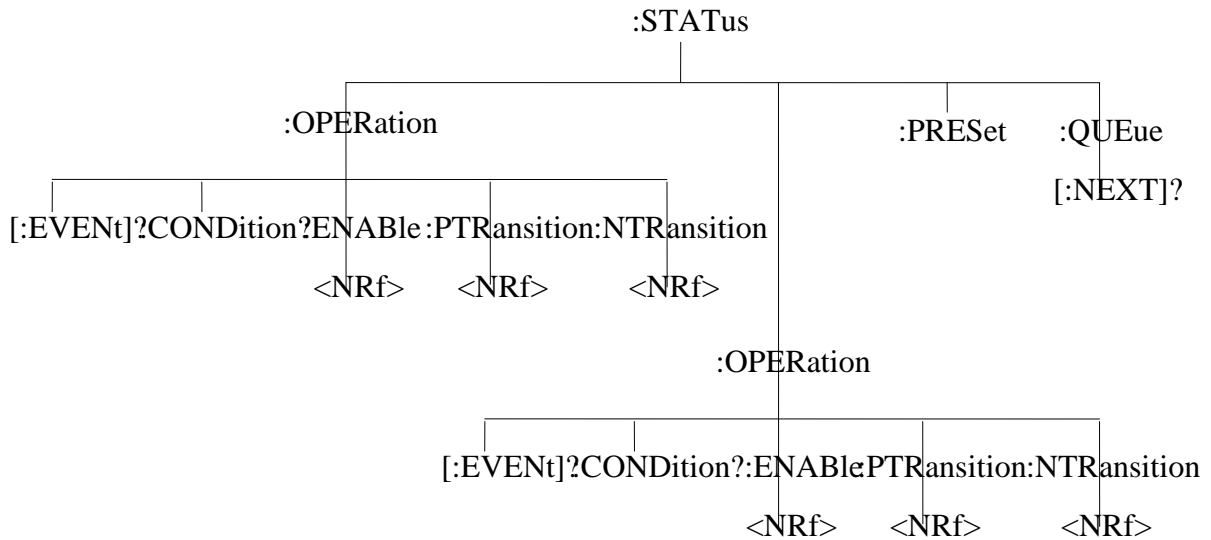 :STATus
:OPERation
:PRESet :QUEue
[:NEXT]?
[:EVENt]?:CONDition?:ENABle :PTRansition:NTRansition
<NRf> <NRf> <NRf>
:OPERation
[:EVENt]?:CONDition?:ENABle:PTRansition:NTRansition
<NRf> <NRf> <NRf>